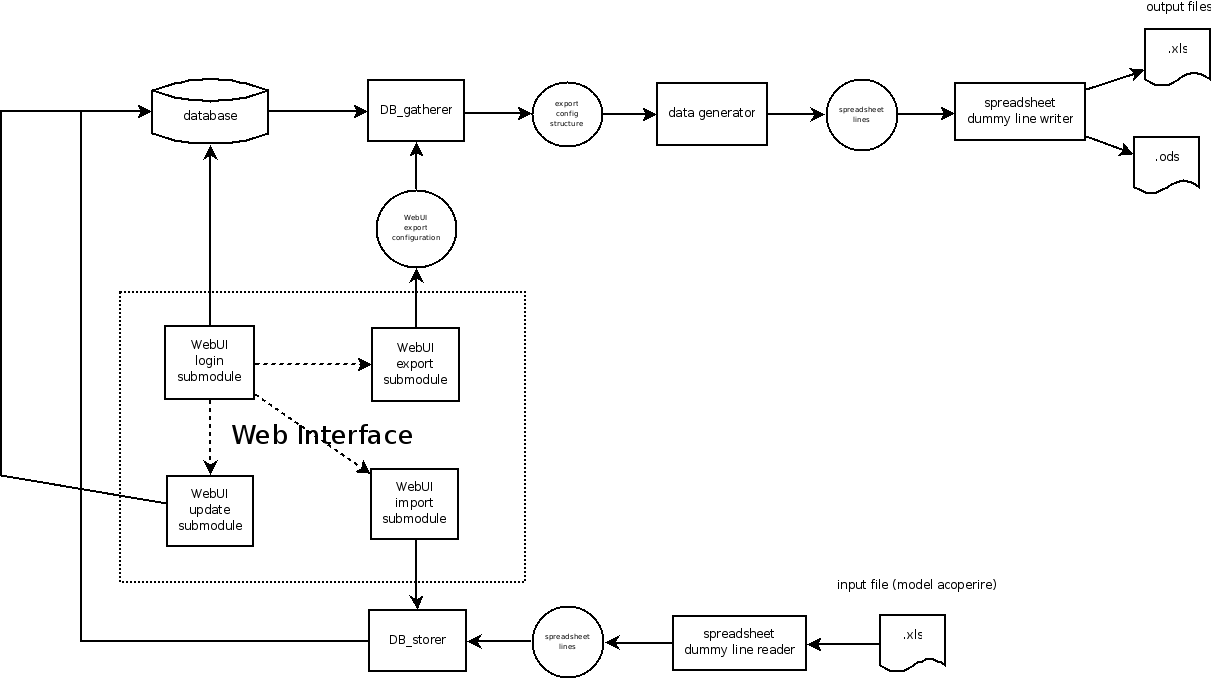 output files
.xls
database
DB_gatherer
export
config
structure
data generator
spreadsheet
lines
spreadsheet
dummy line writer
.ods
WebUI
export
configuration
WebUI
login
submodule
WebUI
export
submodule
Web Interface
WebUI
update
submodule
WebUI
import
submodule
input file (model acoperire)
DB_storer
spreadsheet
lines
spreadsheet
dummy line reader
.xls